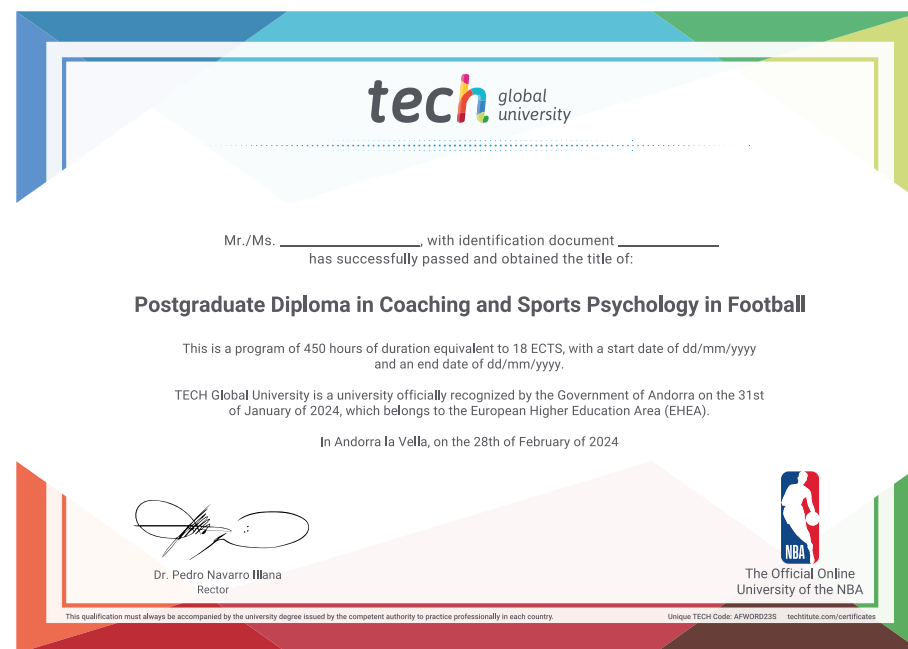 tech global
university
Mr./Ms. ____________, with identification document ____________
has successfully passed and obtained the title of:
Postgraduate Diploma in Coaching and Sports Psychology in Football
This is a program of 450 hours of duration equivalent to 18 ECTS, with a start date of dd/mm/yyyy
and an end date of dd/mm/yyyy.
TECH Global University is a university officially recognized by the Government of Andorra on the 31st
of January of 2024, which belongs to the European Higher Education Area (EHEA).
In Andorra la Vella, on the 28th of February of 2024
Dr. Pedro Navarro Illana
Rector
NBA
The Official Online
University of the NBA
This qualification must always be accompanied by the university degree issued by the competent authority to practice professionally in each country.
Unique TECH Code: AFWORD23S techtitute.com/certificates